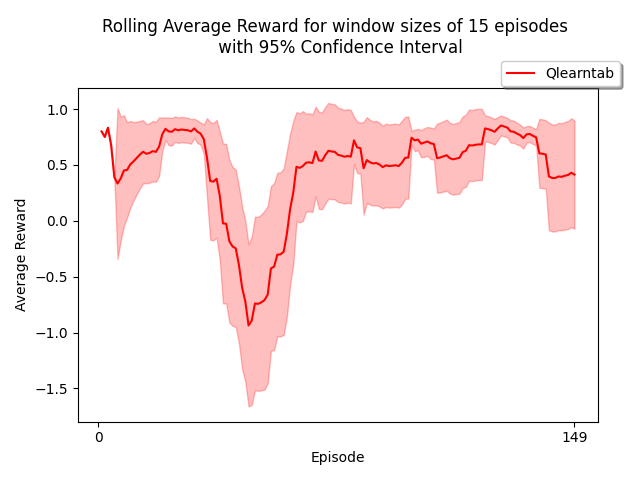 Rolling Average Reward for window sizes of 15 episodes
with 95% Confidence Interval
Qlearntab
1.0
0.5
0.0
−0.5
−1.0
−1.5
Average Reward
0
149
Episode